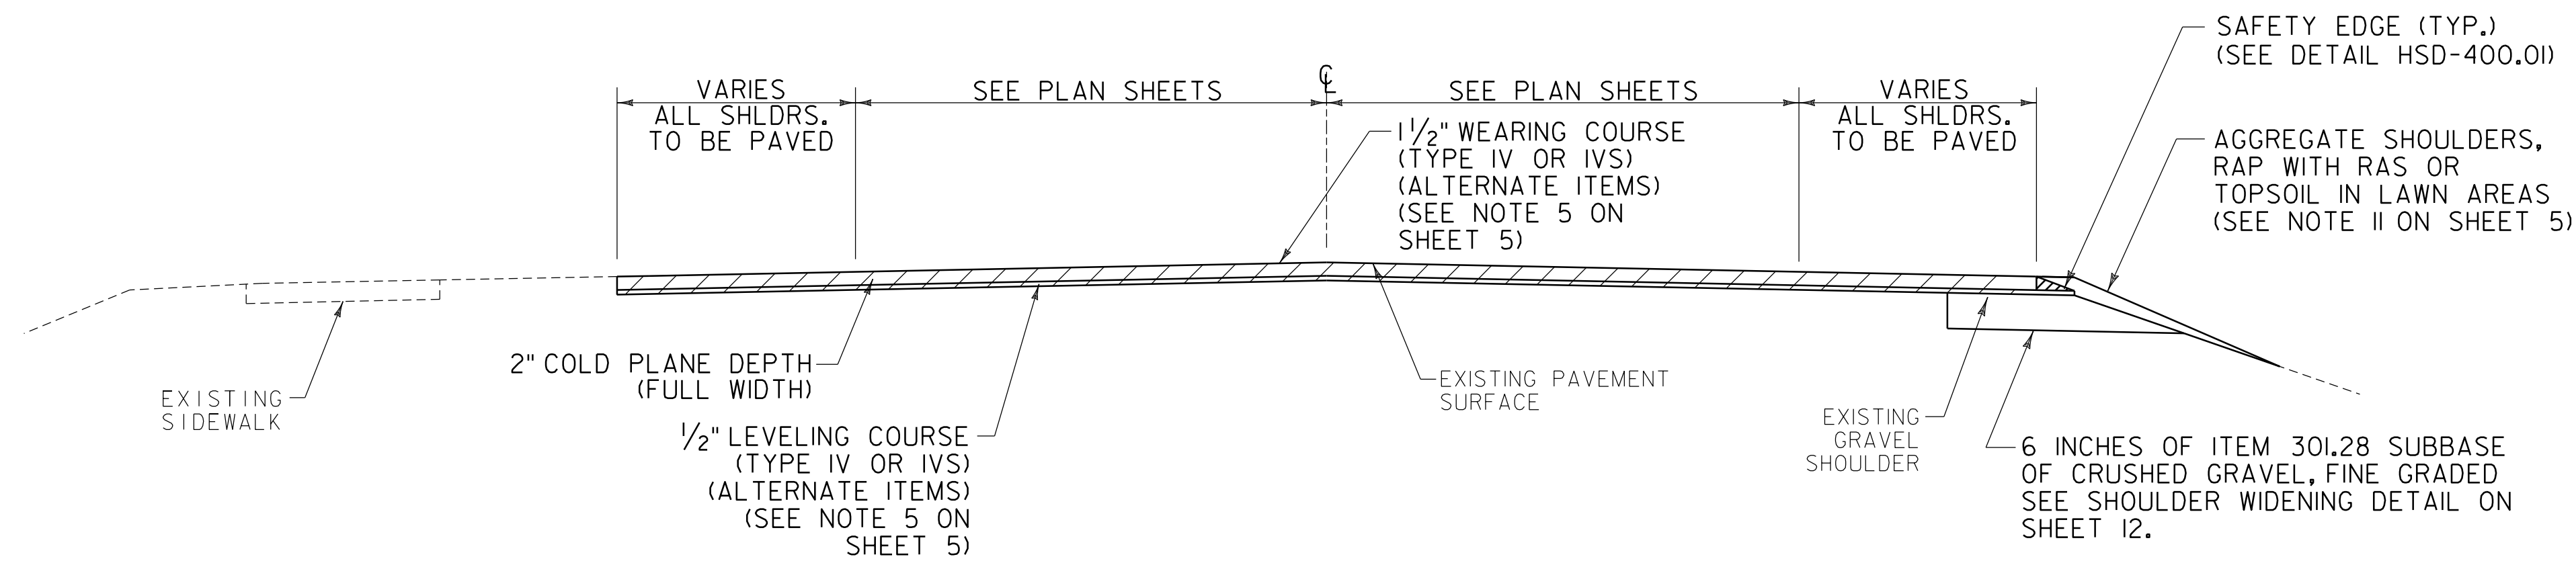 SAFETY EDGE (TYP.)
(SEE DETAIL HSD-400.01)
VARIES
ALL SHLDRS.
TO BE PAVED
SEE PLAN SHEETS
℄
SEE PLAN SHEETS
VARIES
ALL SHLDRS.
TO BE PAVED
1 1/2" WEARING COURSE
(TYPE IV OR IVS)
(ALTERNATE ITEMS)
(SEE NOTE 5 ON
SHEET 5)
AGGREGATE SHOULDERS,
RAP WITH RAS OR
TOPSOIL IN LAWN AREAS
(SEE NOTE 11 ON SHEET 5)
EXISTING
SIDEWALK
2" COLD PLANE DEPTH
(FULL WIDTH)
1/2" LEVELING COURSE
(TYPE IV OR IVS)
(ALTERNATE ITEMS)
(SEE NOTE 5 ON
SHEET 5)
EXISTING PAVEMENT
SURFACE
EXISTING
GRAVEL
SHOULDER
6 INCHES OF ITEM 301.28 SUBBASE
OF CRUSHED GRAVEL, FINE GRADED
SEE SHOULDER WIDENING DETAIL ON
SHEET 12.